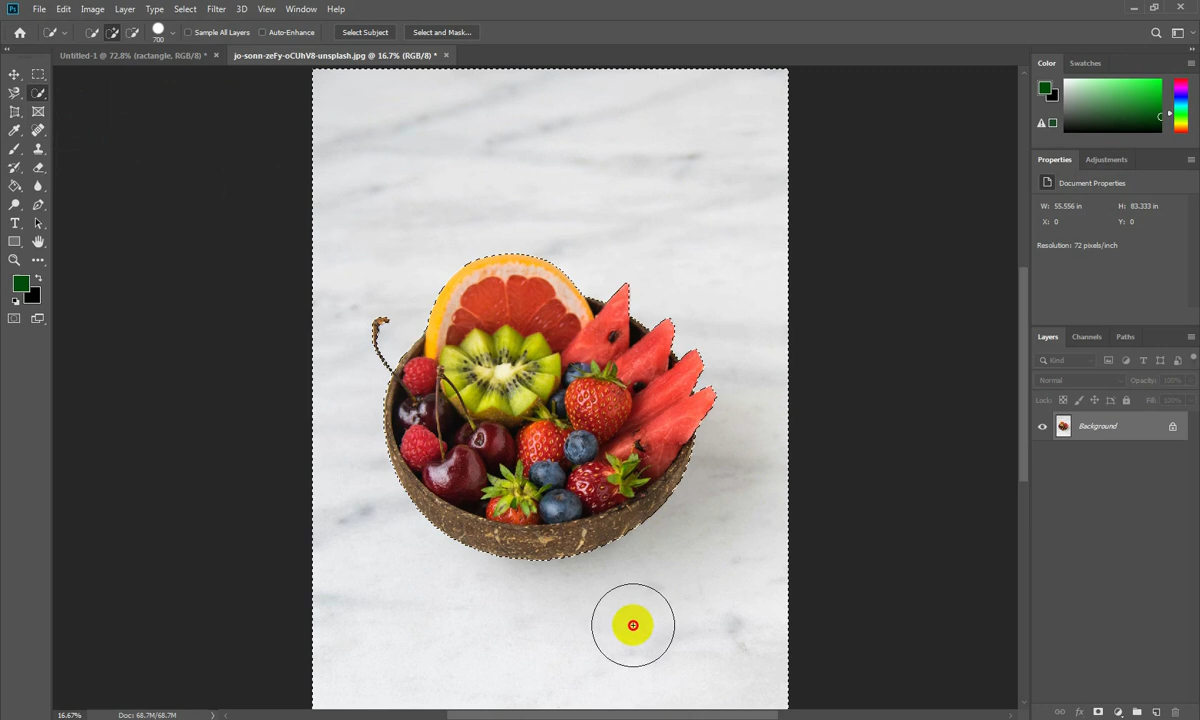 Ps File Edit Image Layer Type Select Filter 3D View Window Help
700 Sample All Layers Auto-Enhance Select Subject Select and Mask...
Untitled-1 @ 72.8% (ractangle, RGB/8) * × jo-sonn-zeFy-oCUhV8-unsplash.jpg @ 16.7% (RGB/8) * ×
Color Swatches
Properties Adjustments
Document Properties
W: 55.556 in H: 83.333 in
X: 0 Y: 0
Resolution: 72 pixels/inch
Layers Channels Paths
Kind
Normal Opacity: 100%
Lock: Fill: 100%
Background
16.67% Doc: 68.7M/68.7M